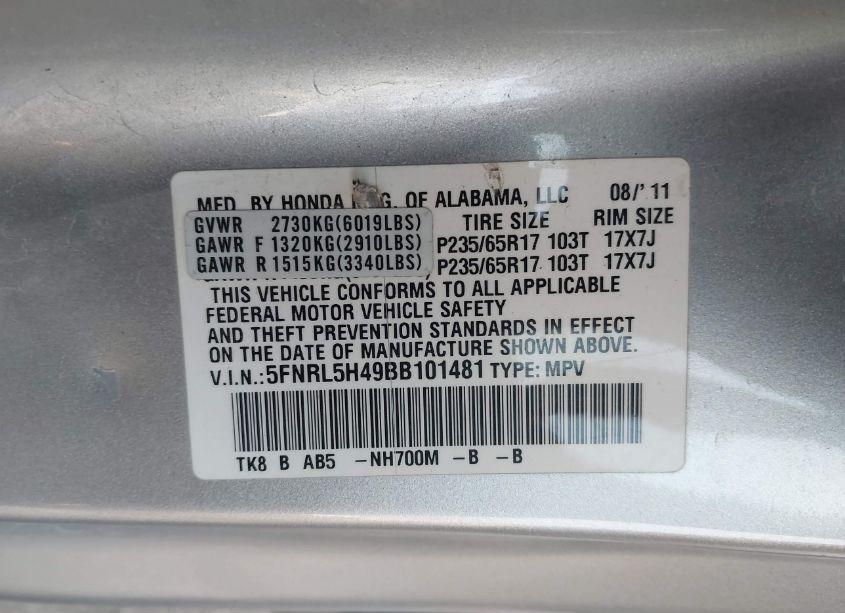 MFD. BY HONDA MFG. OF ALABAMA, LLC 08/'11
GVWR 2730KG(6019LBS) TIRE SIZE RIM SIZE
GAWR F 1320KG(2910LBS) P235/65R17 103T 17X7J
GAWR R 1515KG(3340LBS) P235/65R17 103T 17X7J
THIS VEHICLE CONFORMS TO ALL APPLICABLE
FEDERAL MOTOR VEHICLE SAFETY
AND THEFT PREVENTION STANDARDS IN EFFECT
ON THE DATE OF MANUFACTURE SHOWN ABOVE.
V.I.N.:5FNRL5H49BB101481 TYPE: MPV
TK8 B AB5 -NH700M -B -B